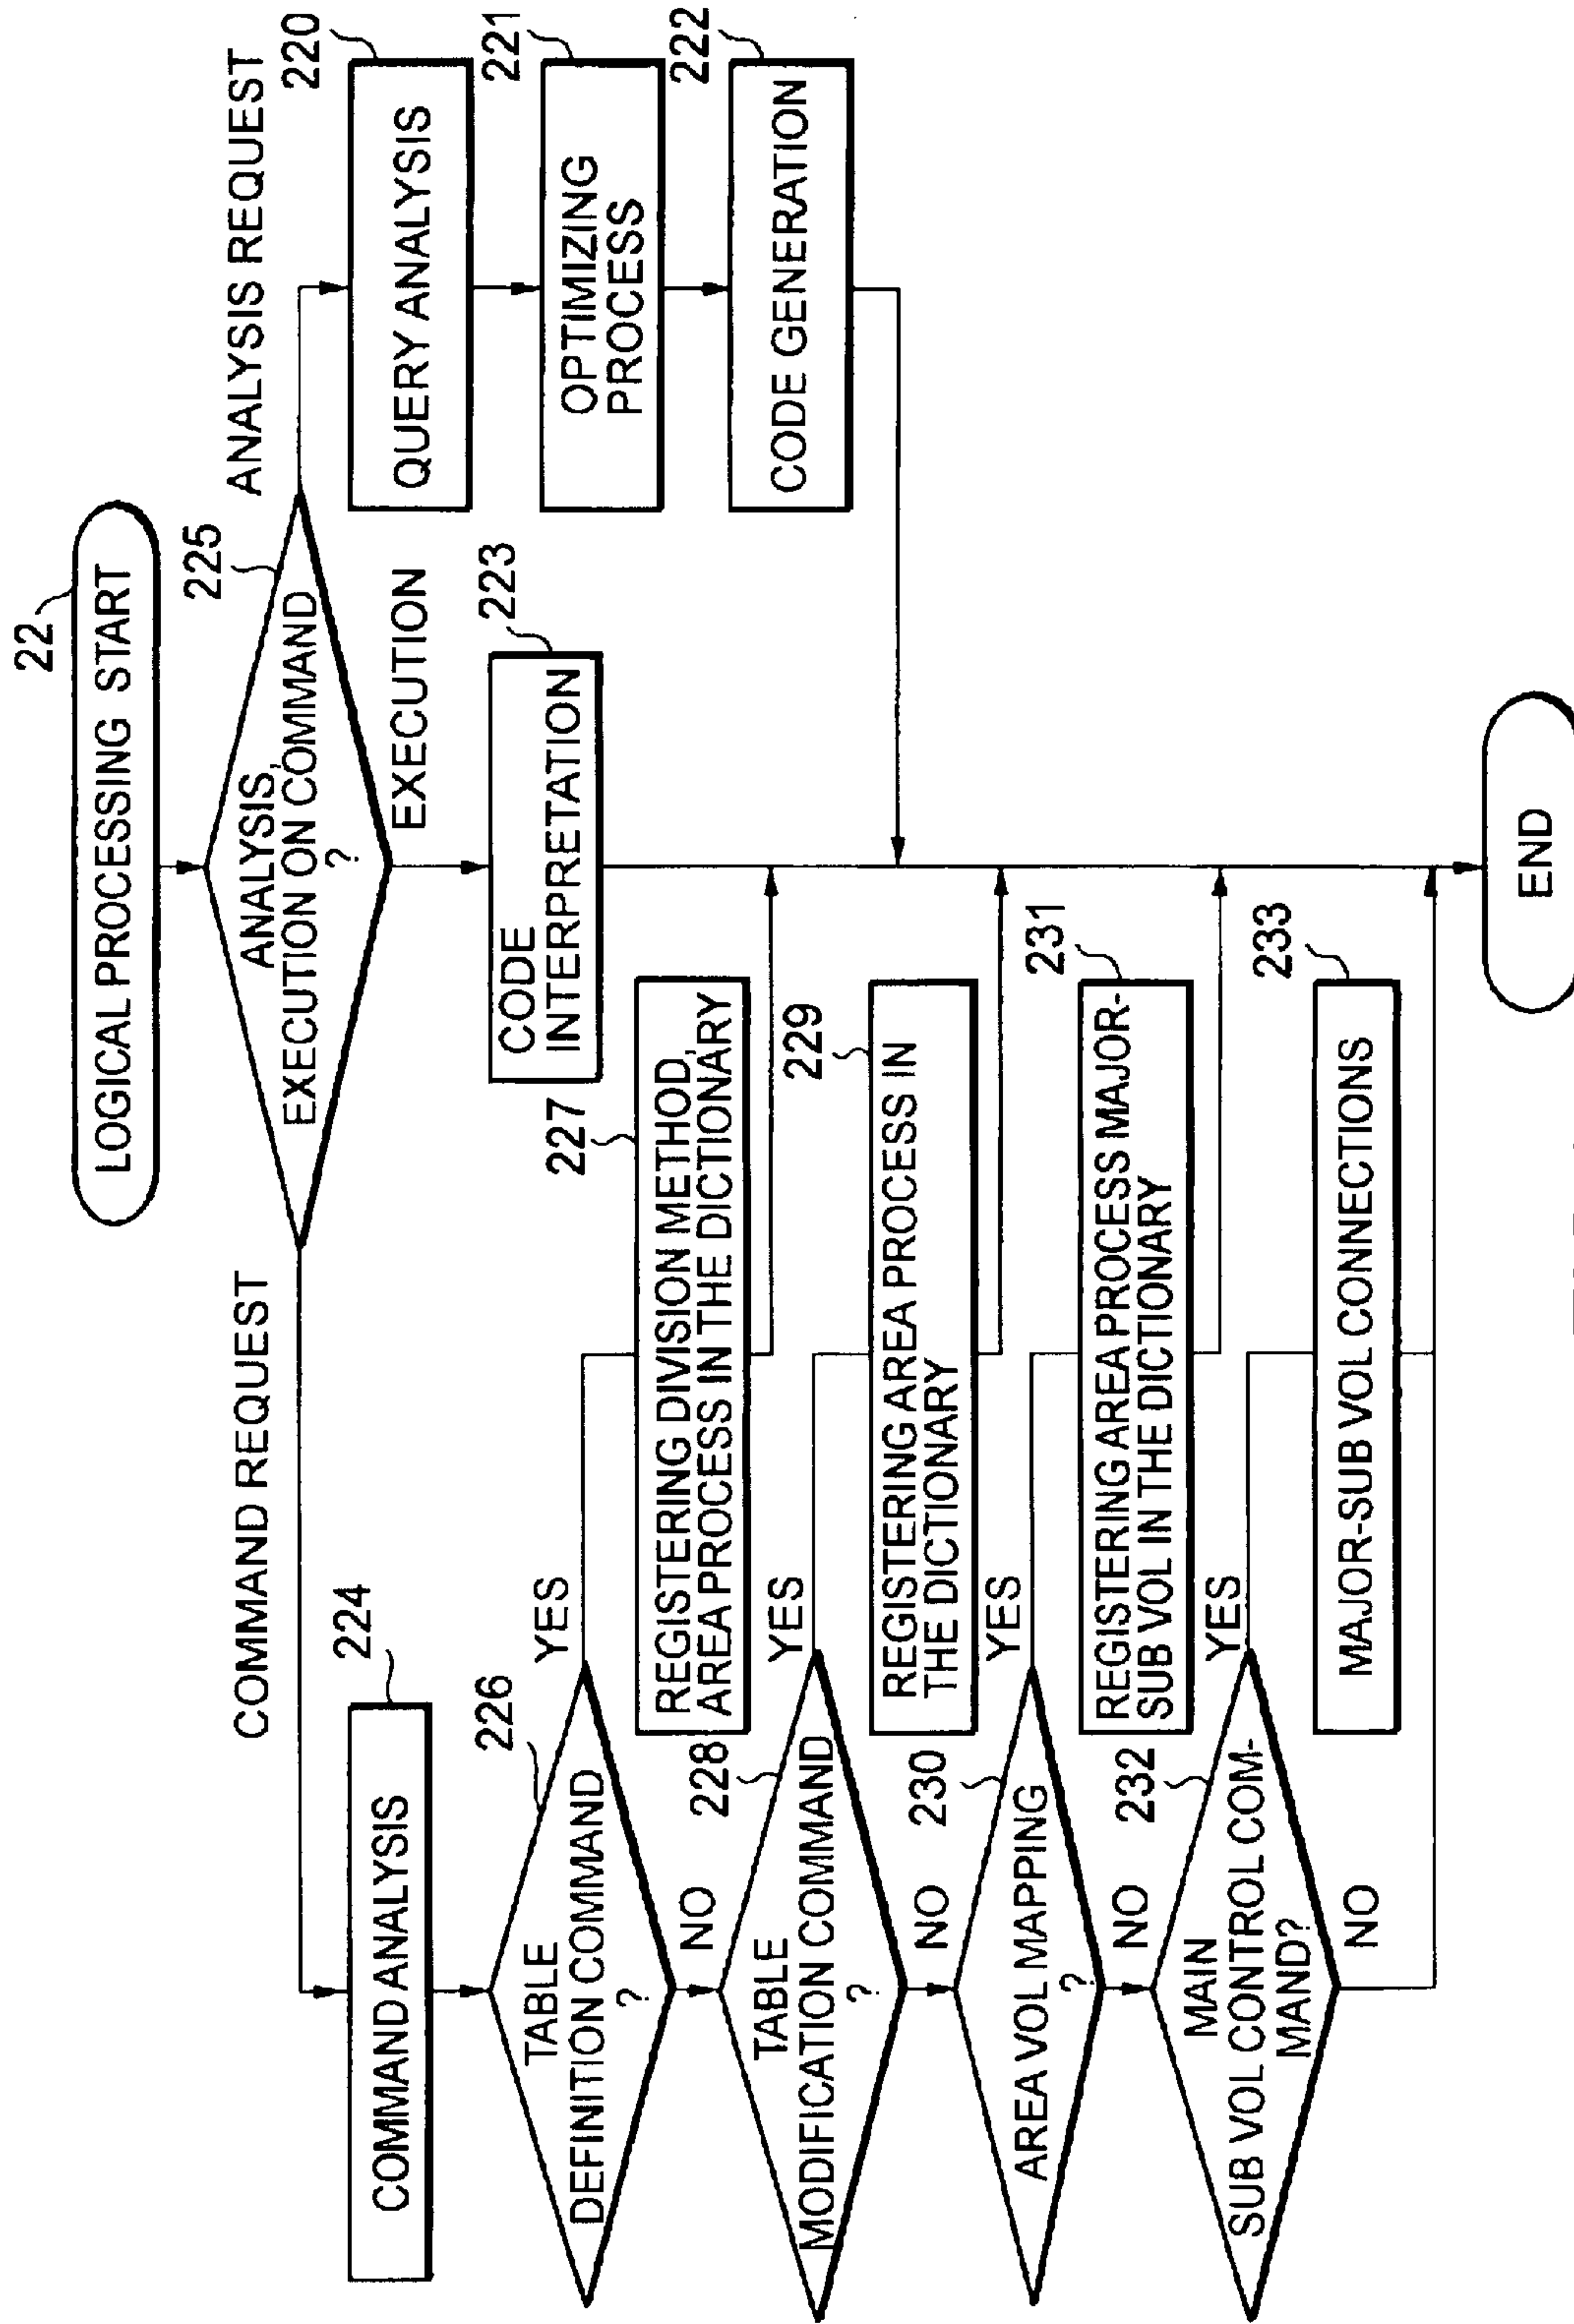 22
LOGICAL PROCESSING START
225
ANALYSIS,
EXECUTION ON COMMAND
?
COMMAND REQUEST
EXECUTION
ANALYSIS REQUEST
220
QUERY ANALYSIS
221
OPTIMIZING
PROCESS
222
CODE GENERATION
223
CODE
INTERPRETATION
224
COMMAND ANALYSIS
226
TABLE
DEFINITION COMMAND
?
YES
NO
227
REGISTERING DIVISION METHOD,
AREA PROCESS IN THE DICTIONARY
228
TABLE
MODIFICATION COMMAND
?
YES
NO
229
REGISTERING AREA PROCESS IN
THE DICTIONARY
230
AREA VOL MAPPING
?
YES
NO
231
REGISTERING AREA PROCESS MAJOR-
SUB VOL IN THE DICTIONARY
232
MAIN
SUB VOL CONTROL COM-
MAND?
YES
NO
233
MAJOR-SUB VOL CONNECTIONS
END